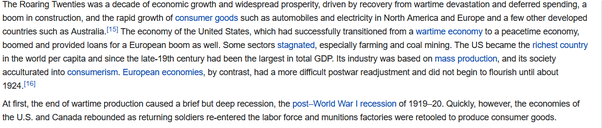 The Roaring Twenties was a decade of economic growth and widespread prosperity, driven by recovery from wartime devastation and deferred spending, a
boom in construction, and the rapid growth of consumer goods such as automobiles and electricity in North America and Europe and a few other developed
countries such as Australia.[15] The economy of the United States, which had successfully transitioned from a wartime economy to a peacetime economy,
boomed and provided loans for a European boom as well. Some sectors stagnated, especially farming and coal mining. The US became the richest country
in the world per capita and since the late-19th century had been the largest in total GDP. Its industry was based on mass production, and its society
acculturated into consumerism. European economies, by contrast, had a more difficult postwar readjustment and did not begin to flourish until about
1924.[16]
At first, the end of wartime production caused a brief but deep recession, the post–World War I recession of 1919–20. Quickly, however, the economies of
the U.S. and Canada rebounded as returning soldiers re-entered the labor force and munitions factories were retooled to produce consumer goods.